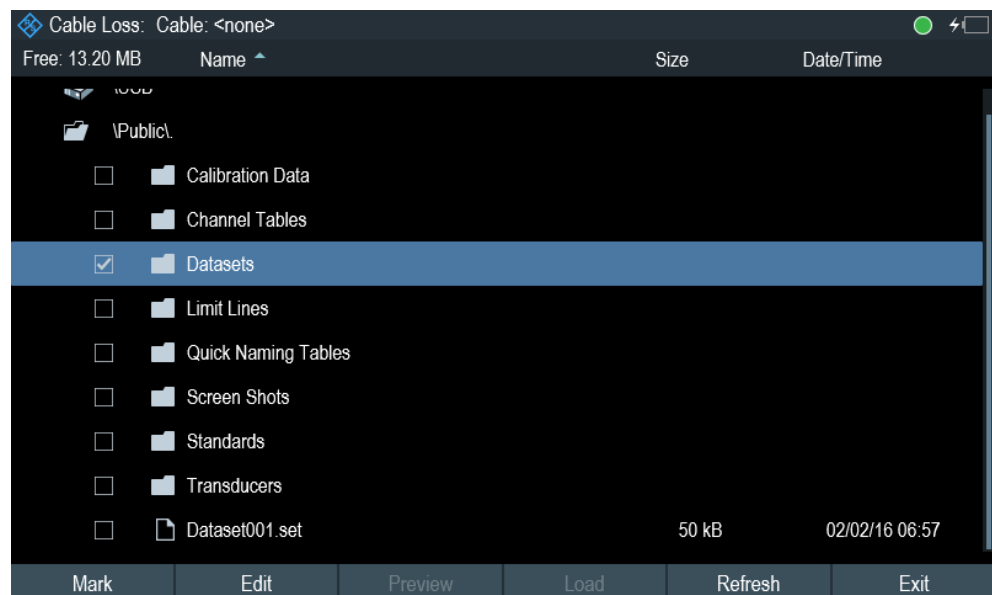 Cable Loss: Cable: <none>
Free: 13.20 MB Name Size Date/Time
\Public\.
Calibration Data
Channel Tables
Datasets
Limit Lines
Quick Naming Tables
Screen Shots
Standards
Transducers
Dataset001.set 50 kB 02/02/16 06:57
Mark Edit Preview Load Refresh Exit